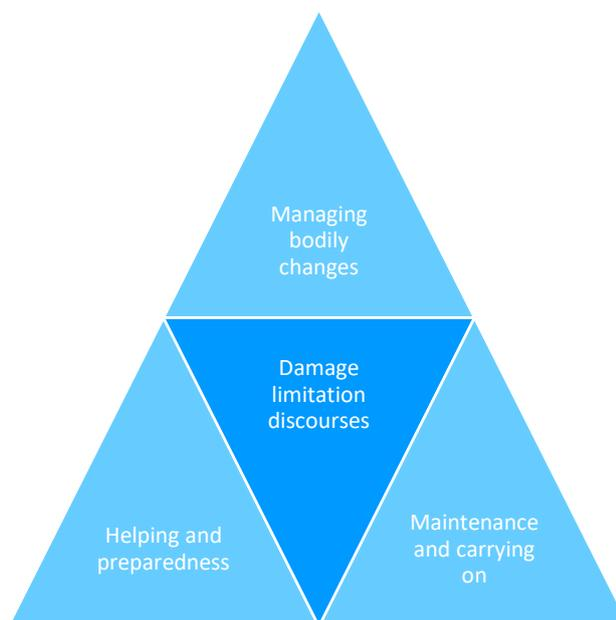 Managing
bodily
changes
Damage
limitation
discourses
Helping and
preparedness
Maintenance
and carrying
on